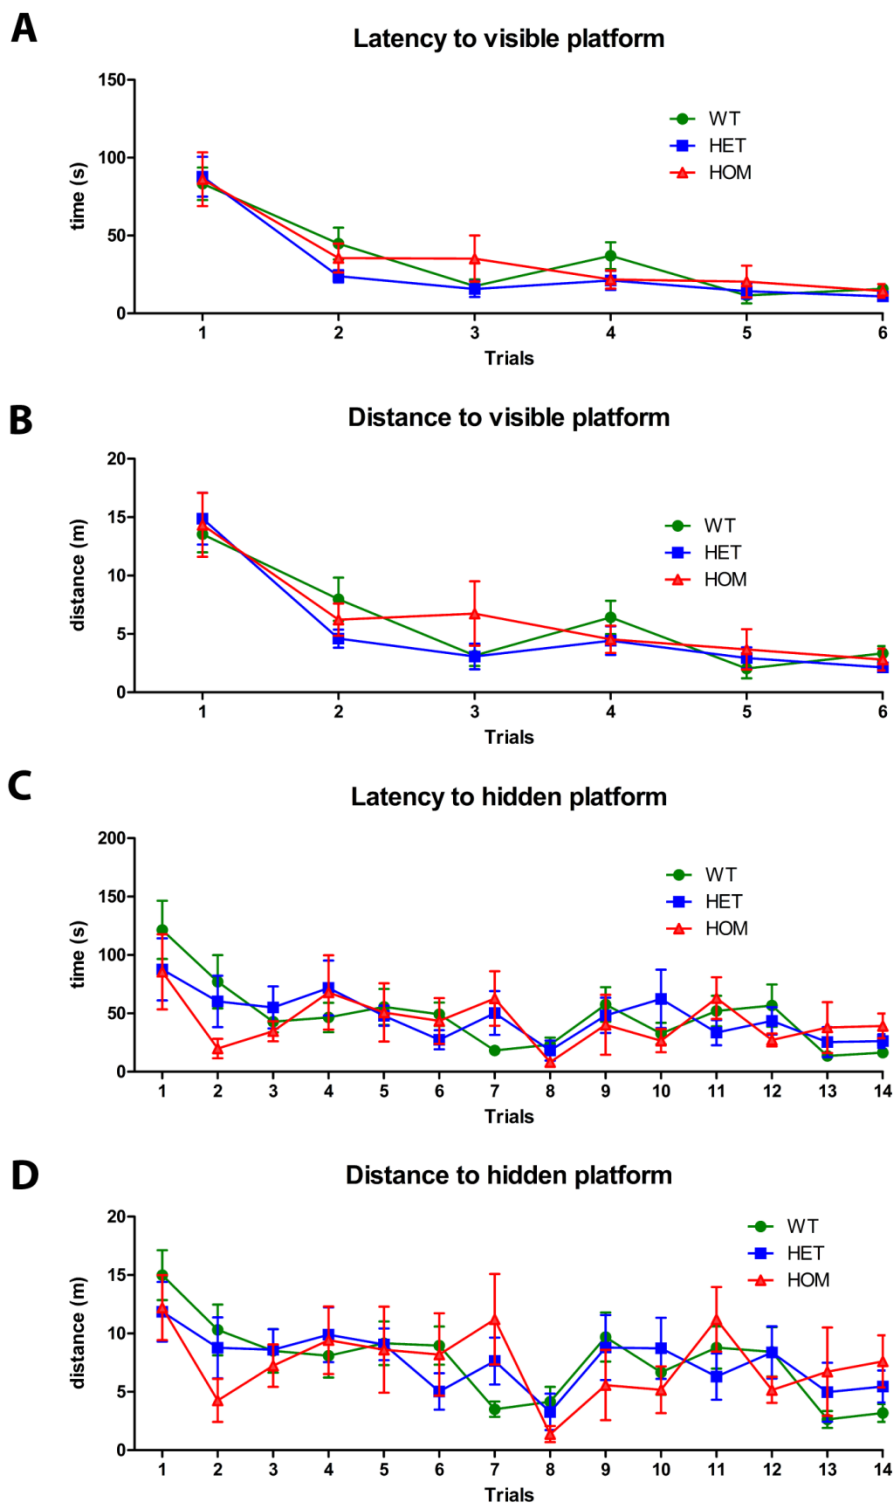 A
Latency to visible platform
150
100
50
0
time (s)
WT
HET
HOM
1 2 3 4 5 6
Trials
B
Distance to visible platform
20
15
10
5
0
distance (m)
WT
HET
HOM
1 2 3 4 5 6
Trials
C
Latency to hidden platform
200
150
100
50
0
time (s)
WT
HET
HOM
1 2 3 4 5 6 7 8 9 10 11 12 13 14
Trials
D
Distance to hidden platform
20
15
10
5
0
distance (m)
WT
HET
HOM
1 2 3 4 5 6 7 8 9 10 11 12 13 14
Trials